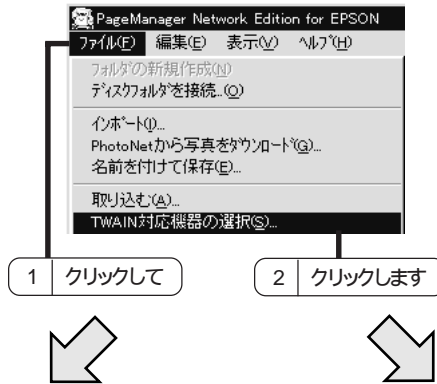 PageManager Network Edition for EPSON
ファイル(F) 編集(E) 表示(V) ヘルプ(H)
フォルダの新規作成(N)
ディスクフォルダを接続..(O)
インポート(I)...
PhotoNetから写真をダウンロード(G)...
名前を付けて保存(E)...
取り込む(A)...
TWAIN対応機器の選択(S)...
1 クリックして
2 クリックします